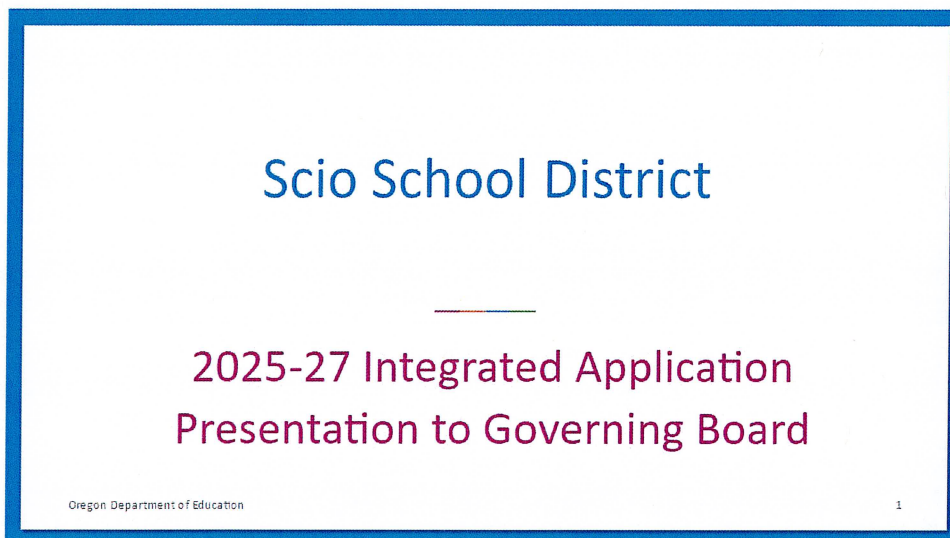 Scio School District
2025-27 Integrated Application
Presentation to Governing Board
Oregon Department of Education
1